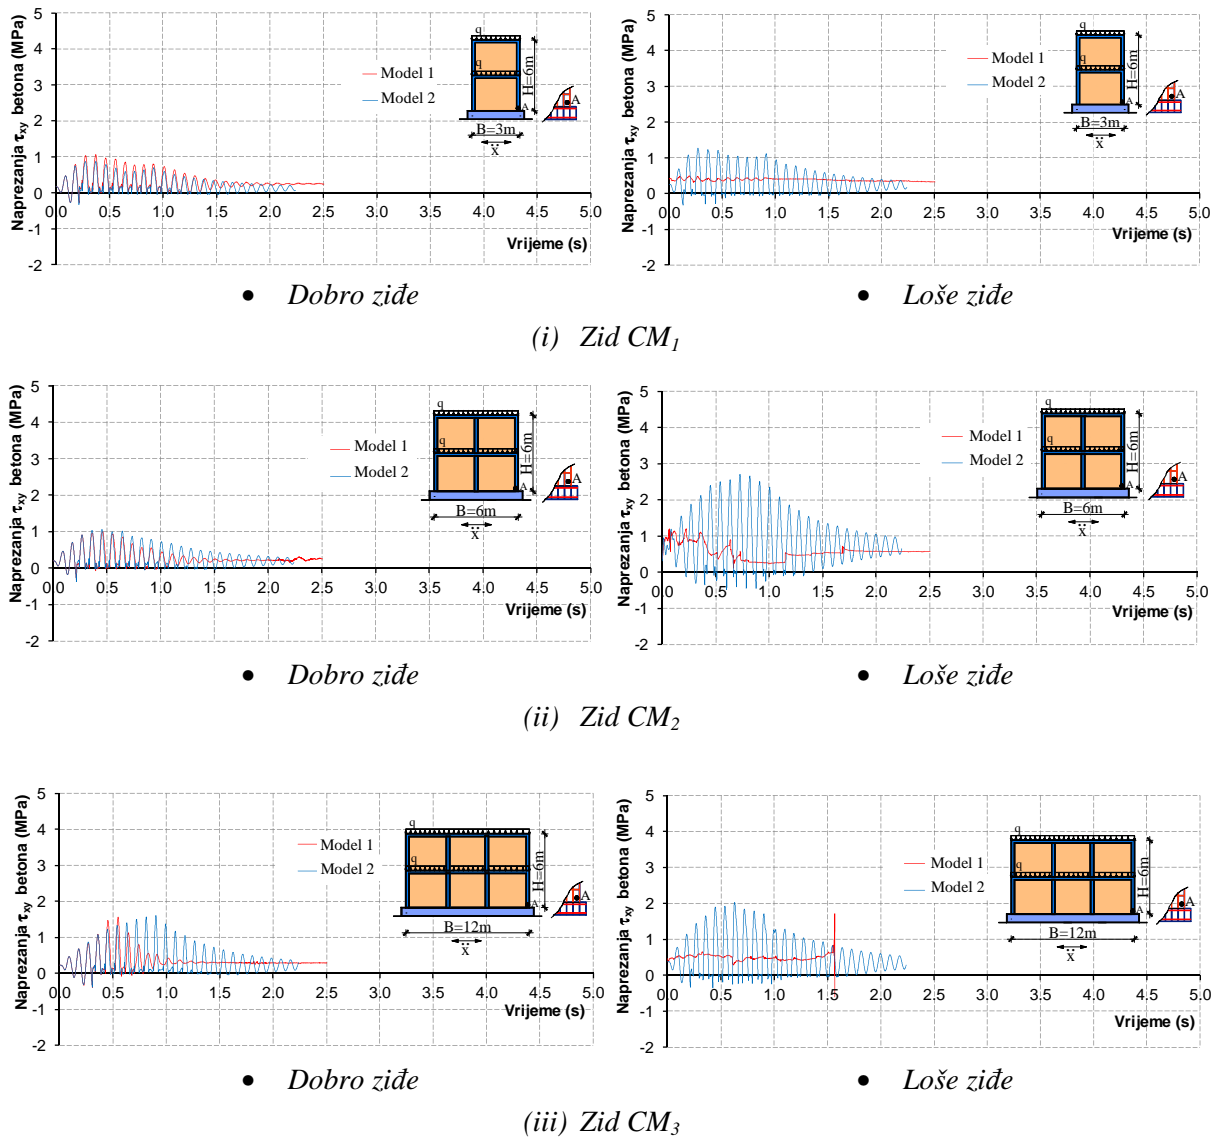 Naprezanja τxy betona (MPa)
5
4
3
2
1
0
-1
-2
0.0 0.5 1.0 1.5 2.0 2.5 3.0 3.5 4.0 4.5 5.0
Vrijeme (s)
Model 1
Model 2
q
q
H=6m
A
A
B=3m
ẍ
Naprezanja τxy betona (MPa)
5
4
3
2
1
0
-1
-2
0.0 0.5 1.0 1.5 2.0 2.5 3.0 3.5 4.0 4.5 5.0
Vrijeme (s)
Model 1
Model 2
q
q
H=6m
A
A
B=3m
ẍ
• Dobro ziđe
• Loše ziđe
(i) Zid CM1
Naprezanja τxy betona (MPa)
5
4
3
2
1
0
-1
-2
0.0 0.5 1.0 1.5 2.0 2.5 3.0 3.5 4.0 4.5 5.0
Vrijeme (s)
Model 1
Model 2
q
q
H=6m
A
A
B=6m
ẍ
Naprezanja τxy betona (MPa)
5
4
3
2
1
0
-1
-2
0.0 0.5 1.0 1.5 2.0 2.5 3.0 3.5 4.0 4.5 5.0
Vrijeme (s)
Model 1
Model 2
q
q
H=6m
A
A
B=6m
ẍ
• Dobro ziđe
• Loše ziđe
(ii) Zid CM2
Naprezanja τxy betona (MPa)
5
4
3
2
1
0
-1
-2
0.0 0.5 1.0 1.5 2.0 2.5 3.0 3.5 4.0 4.5 5.0
Vrijeme (s)
Model 1
Model 2
q
q
H=6m
A
A
B=12m
ẍ
Naprezanja τxy betona (MPa)
5
4
3
2
1
0
-1
-2
0.0 0.5 1.0 1.5 2.0 2.5 3.0 3.5 4.0 4.5 5.0
Vrijeme (s)
Model 1
Model 2
q
q
H=6m
A
A
B=12m
ẍ
• Dobro ziđe
• Loše ziđe
(iii) Zid CM3